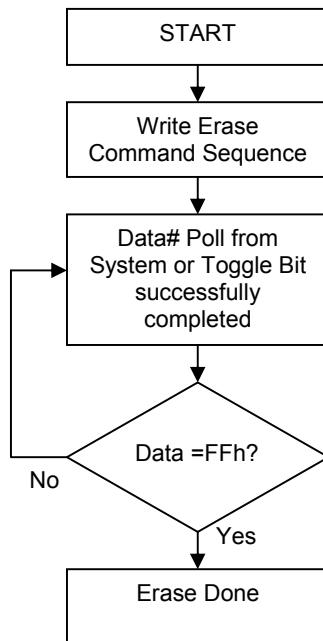 START
Write Erase
Command Sequence
Data# Poll from
System or Toggle Bit
successfully
completed
Data =FFh?
No
Yes
Erase Done